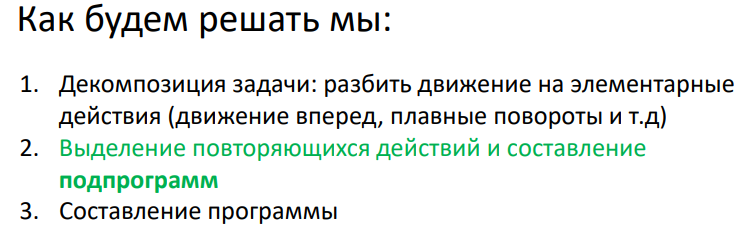 Как будем решать мы:
1. Декомпозиция задачи: разбить движение на элементарные
действия (движение вперед, плавные повороты и т.д)
2. Выделение повторяющихся действий и составление
подпрограмм
3. Составление программы